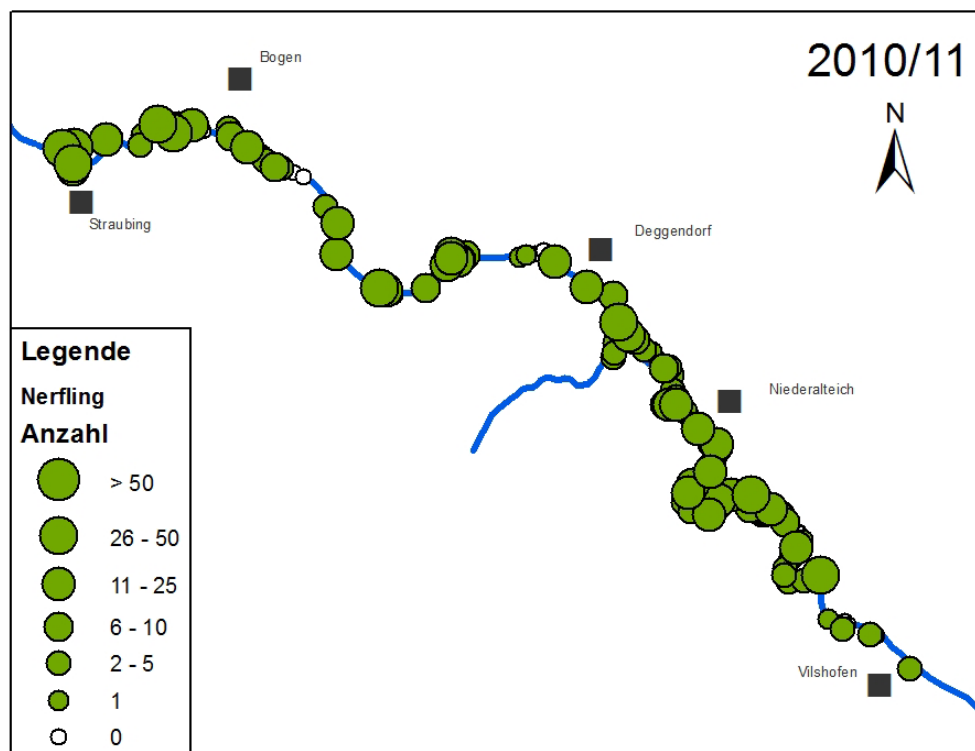 2010/11
N
Bogen
Straubing
Deggendorf
Niederalteich
Vilshofen
Legende
Nerfling
Anzahl
> 50
26 - 50
11 - 25
6 - 10
2 - 5
1
0